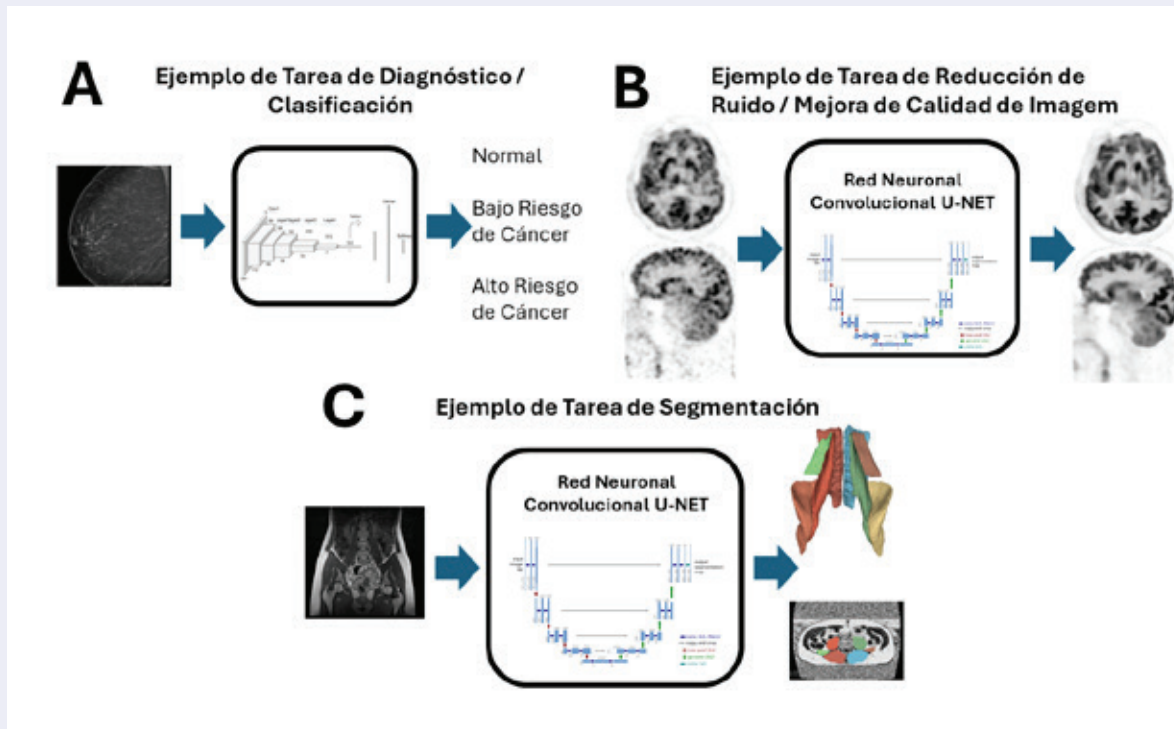 A
Ejemplo de Tarea de Diagnóstico /
Clasificación
Normal
Bajo Riesgo
de Cáncer
Alto Riesgo
de Cáncer
B
Ejemplo de Tarea de Reducción de
Ruido / Mejora de Calidad de Imagem
Red Neuronal
Convolucional U-NET
C
Ejemplo de Tarea de Segmentación
Red Neuronal
Convolucional U-NET